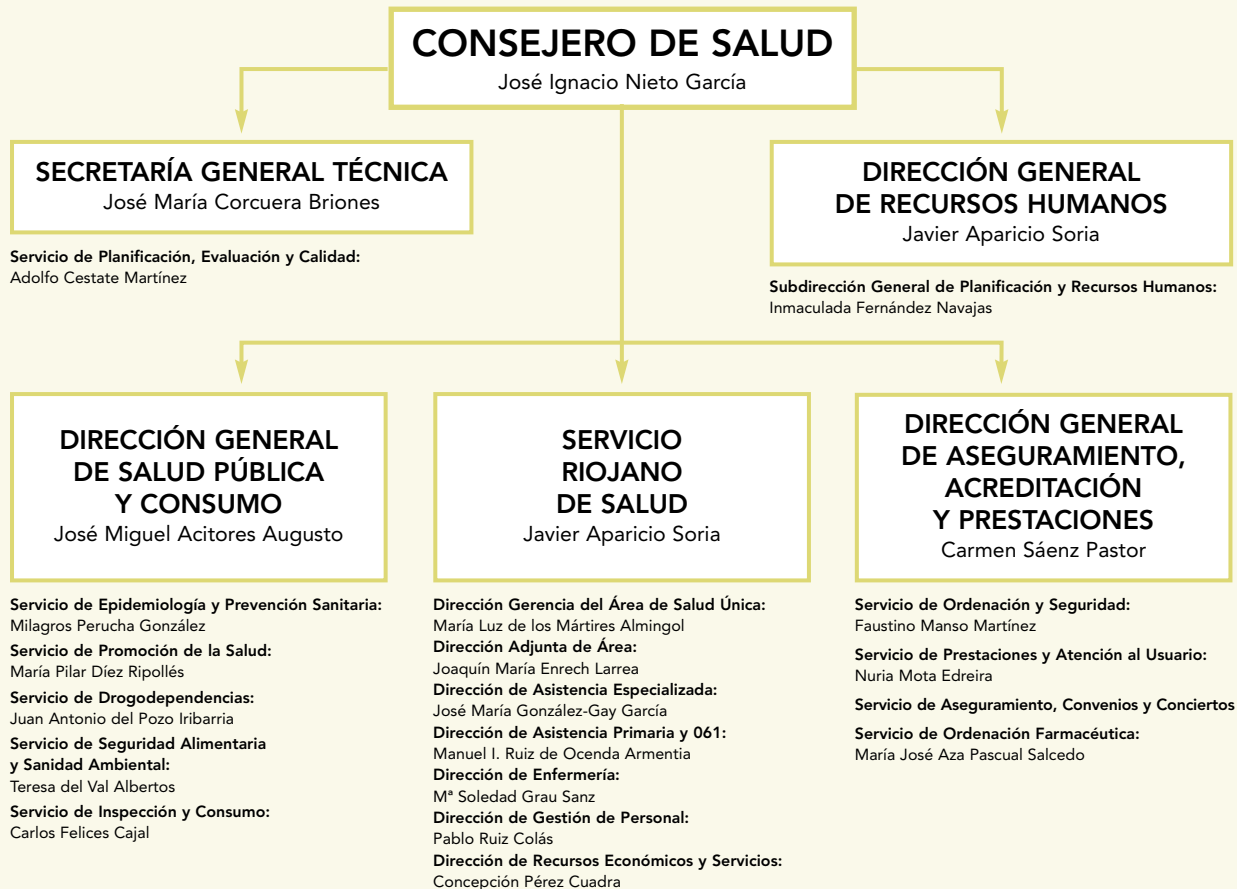 CONSEJERO DE SALUD
José Ignacio Nieto García
SECRETARÍA GENERAL TÉCNICA
José María Corcuera Briones
Servicio de Planificación, Evaluación y Calidad:
Adolfo Cestate Martínez
DIRECCIÓN GENERAL
DE RECURSOS HUMANOS
Javier Aparicio Soria
Subdirección General de Planificación y Recursos Humanos:
Inmaculada Fernández Navajas
DIRECCIÓN GENERAL
DE SALUD PÚBLICA
Y CONSUMO
José Miguel Acitores Augusto
Servicio de Epidemiología y Prevención Sanitaria:
Milagros Perucha González
Servicio de Promoción de la Salud:
María Pilar Díez Ripollés
Servicio de Drogodependencias:
Juan Antonio del Pozo Iribarria
Servicio de Seguridad Alimentaria
y Sanidad Ambiental:
Teresa del Val Albertos
Servicio de Inspección y Consumo:
Carlos Felices Cajal
SERVICIO
RIOJANO
DE SALUD
Javier Aparicio Soria
Dirección Gerencia del Área de Salud Única:
María Luz de los Mártires Almingol
Dirección Adjunta de Área:
Joaquín María Enrech Larrea
Dirección de Asistencia Especializada:
José María González-Gay García
Dirección de Asistencia Primaria y 061:
Manuel I. Ruiz de Ocenda Armentia
Dirección de Enfermería:
Mª Soledad Grau Sanz
Dirección de Gestión de Personal:
Pablo Ruiz Colás
Dirección de Recursos Económicos y Servicios:
Concepción Pérez Cuadra
DIRECCIÓN GENERAL
DE ASEGURAMIENTO,
ACREDITACIÓN
Y PRESTACIONES
Carmen Sáenz Pastor
Servicio de Ordenación y Seguridad:
Faustino Manso Martínez
Servicio de Prestaciones y Atención al Usuario:
Nuria Mota Edreira
Servicio de Aseguramiento, Convenios y Conciertos
Servicio de Ordenación Farmacéutica:
María José Aza Pascual Salcedo